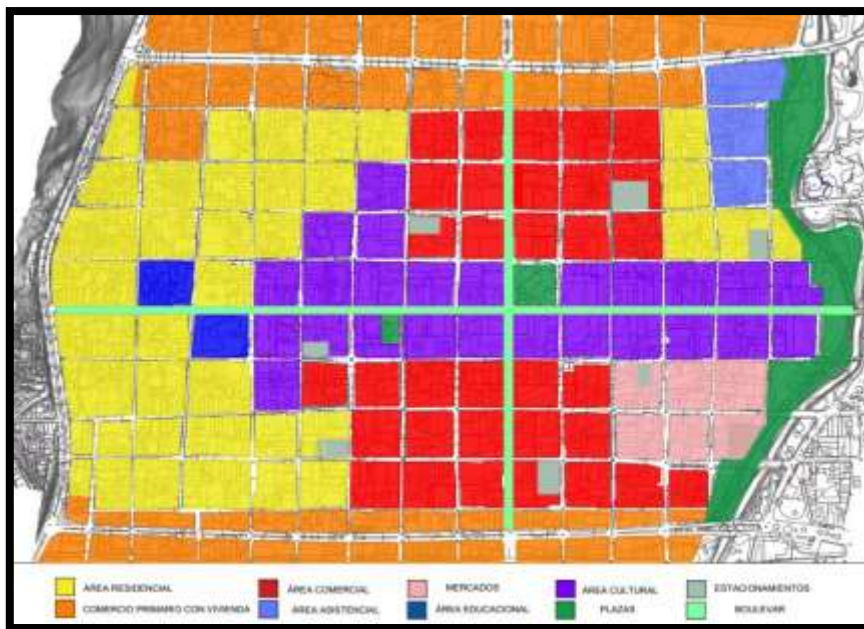 ÁREA RESIDENCIAL
ÁREA COMERCIAL
MERCADOS
ÁREA CULTURAL
ESTACIONAMIENTOS
COMERCIO PRIMARIO CON VIVIENDA
ÁREA ASISTENCIAL
ÁREA EDUCACIONAL
PLAZAS
BOULEVAR